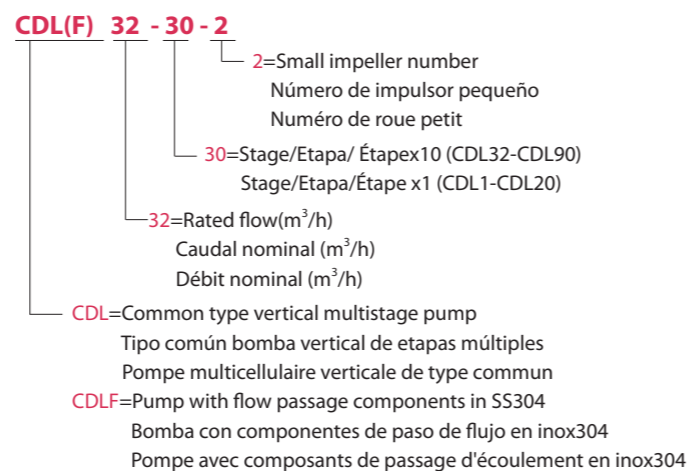 CDL(F) 32 - 30 - 2
2=Small impeller number
Número de impulsor pequeño
Numéro de roue petit
30=Stage/Etapa/ Étapex10 (CDL32-CDL90)
Stage/Etapa/Étape x1 (CDL1-CDL20)
32=Rated flow(m³/h)
Caudal nominal (m³/h)
Débit nominal (m³/h)
CDL=Common type vertical multistage pump
Tipo común bomba vertical de etapas múltiples
Pompe multicellulaire verticale de type commun
CDLF=Pump with flow passage components in SS304
Bomba con componentes de paso de flujo en inox304
Pompe avec composants de passage d'écoulement en inox304